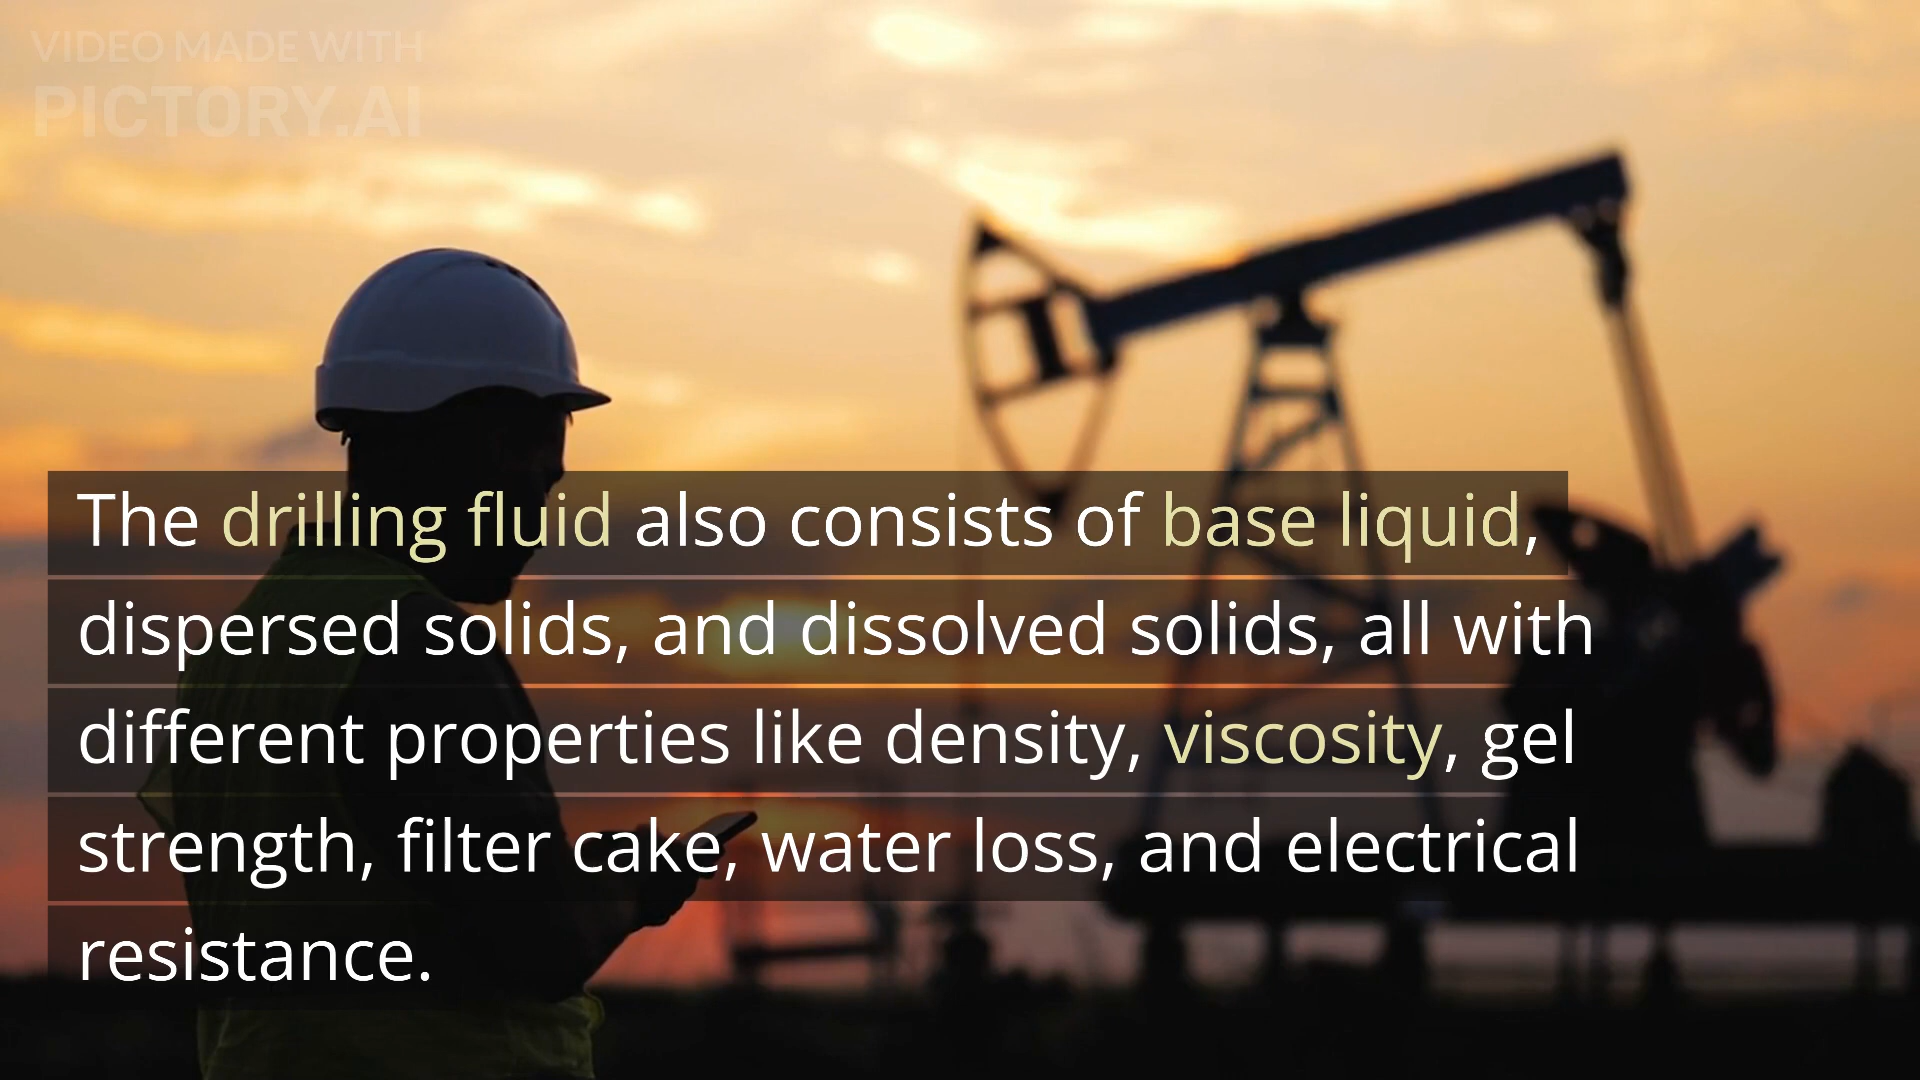 VIDEO MADE WITH
PICTORY.AI
The drilling fluid also consists of base liquid,
dispersed solids, and dissolved solids, all with
different properties like density, viscosity, gel
strength, filter cake, water loss, and electrical
resistance.